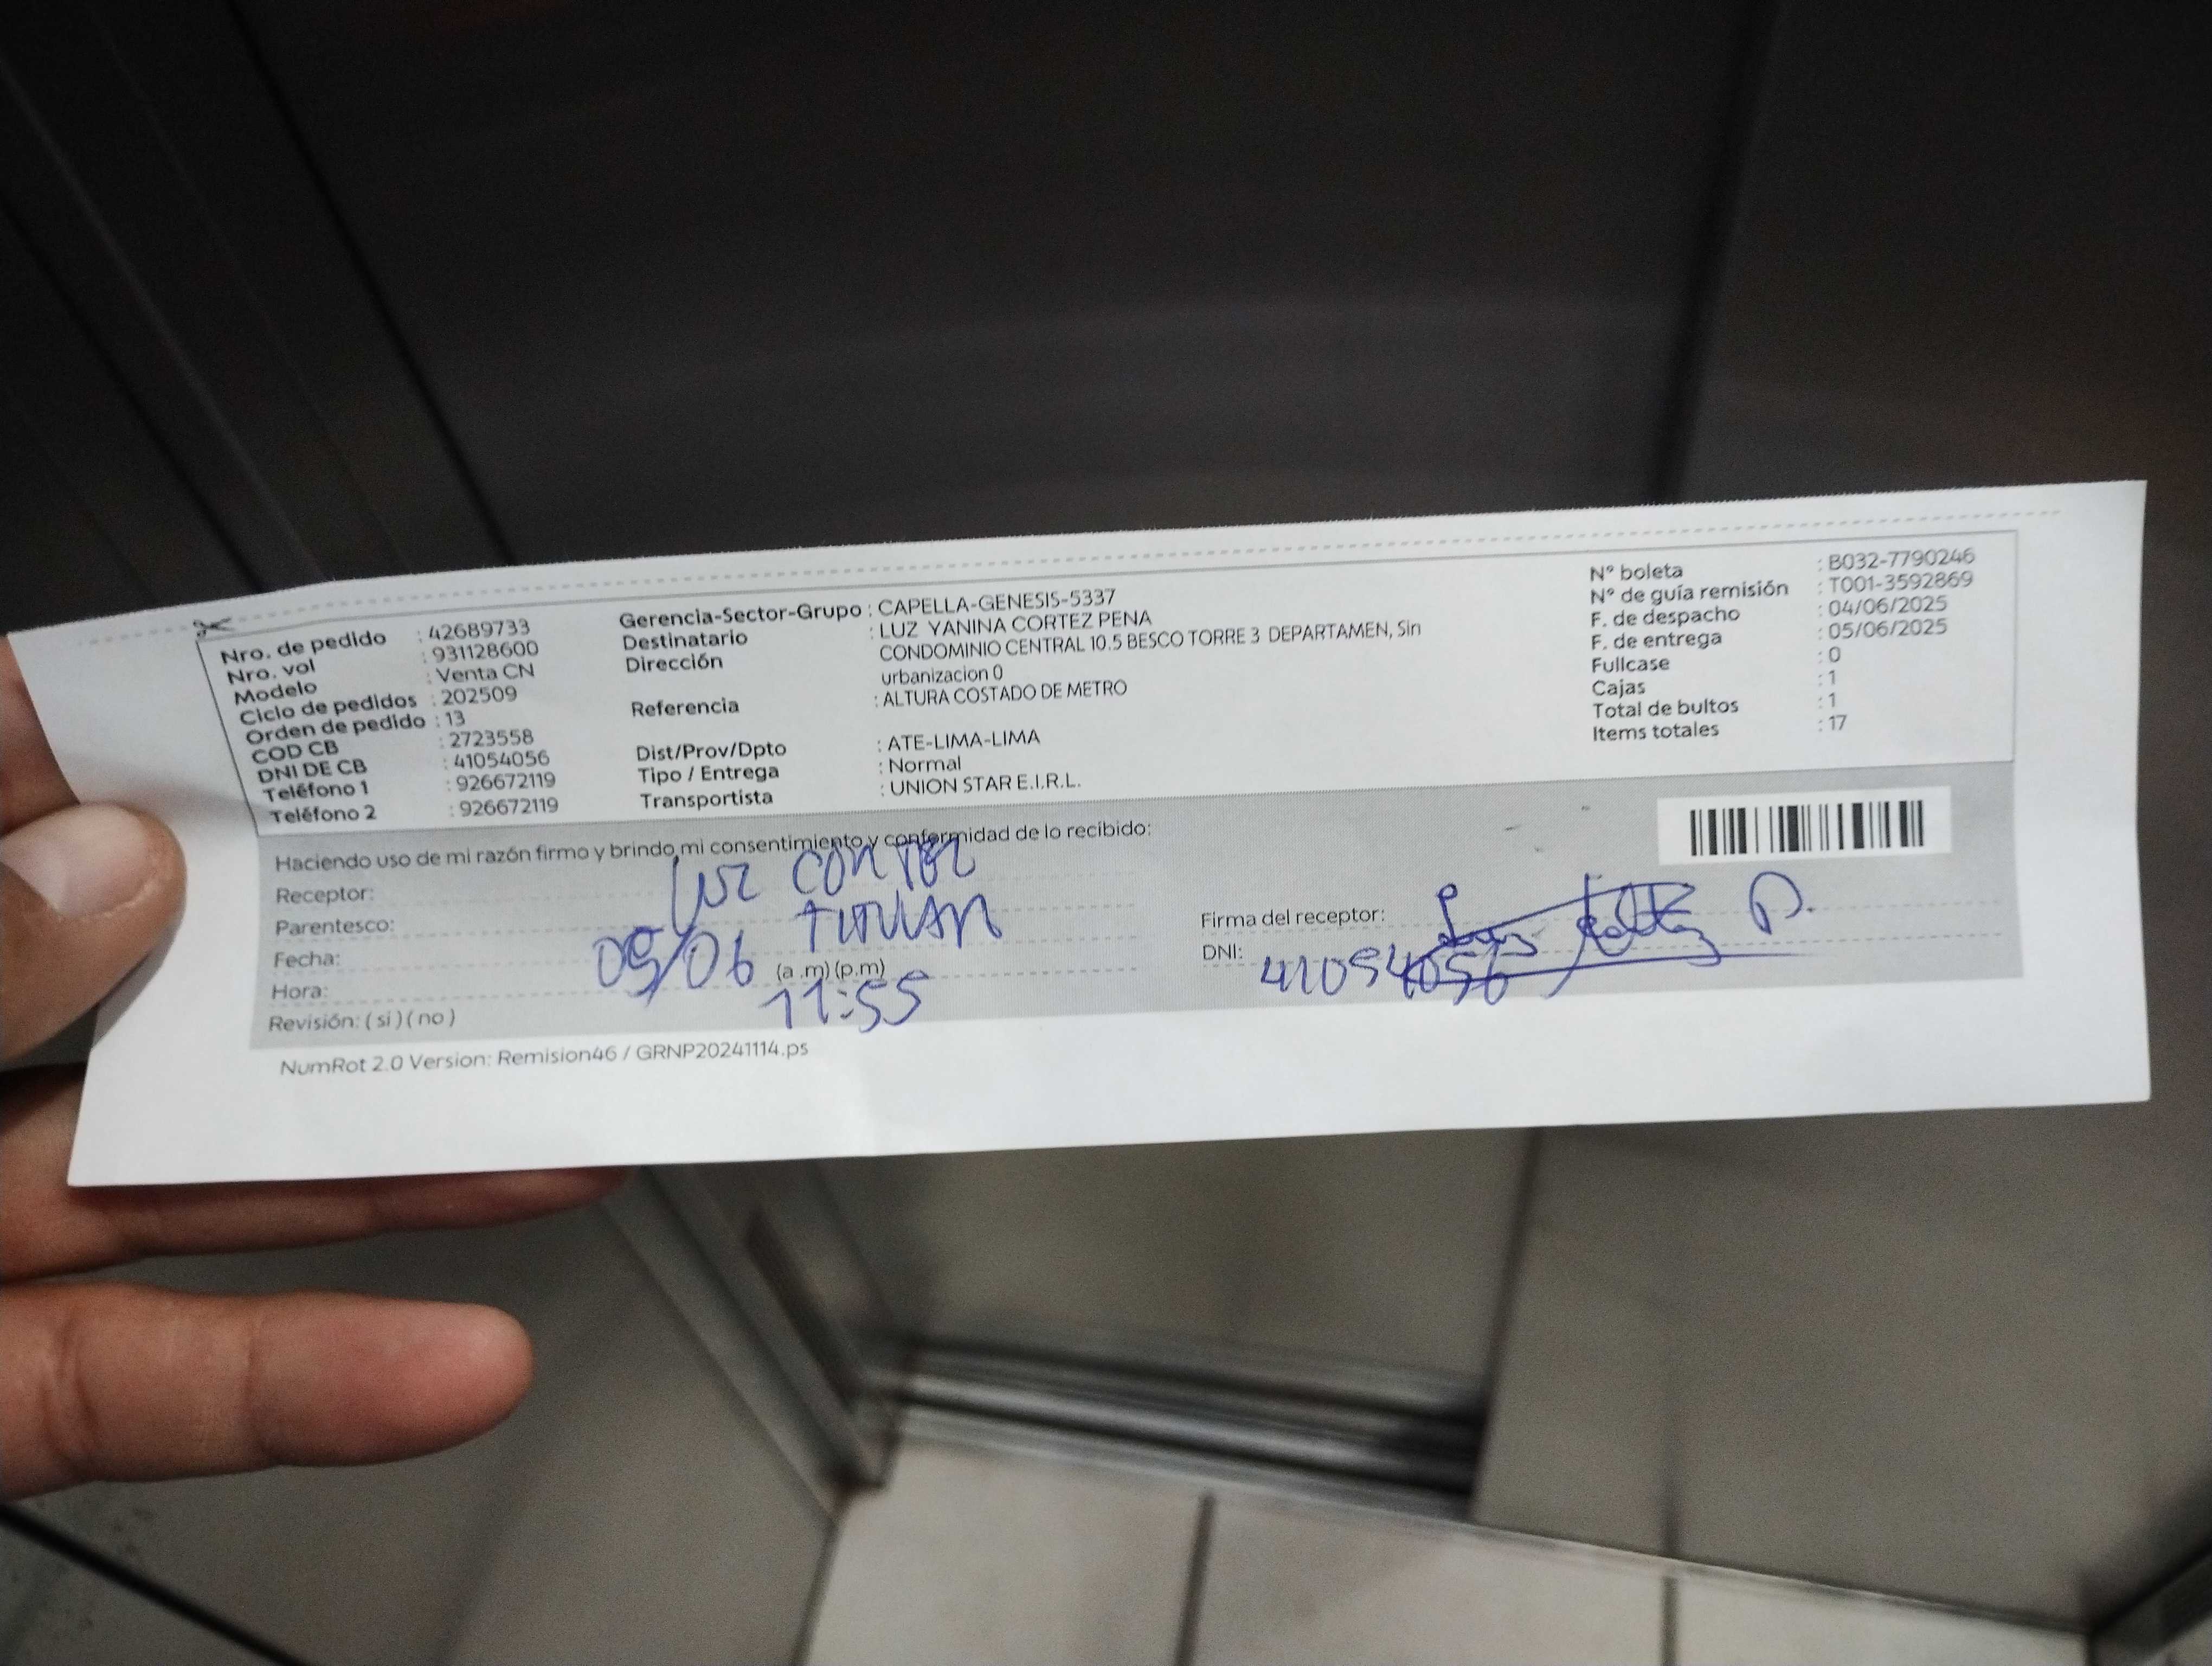 Nro. de pedido : 42689733
Nro. vol : 931128600
Modelo : Venta CN
Ciclo de pedidos : 202509
Orden de pedido : 13
COD CB : 2723558
DNI DE CB : 41054056
Teléfono 1 : 926672119
Teléfono 2 : 926672119
Gerencia-Sector-Grupo : CAPELLA-GENESIS-5337
Destinatario : LUZ YANINA CORTEZ PENA
Dirección : CONDOMINIO CENTRAL 10.5 BESCO TORRE 3 DEPARTAMEN, Sin
urbanizacion 0
Referencia : ALTURA COSTADO DE METRO
Dist/Prov/Dpto : ATE-LIMA-LIMA
Tipo / Entrega : Normal
Transportista : UNION STAR E.I.R.L.
N° boleta : B032-7790246
N° de guía remisión : T001-3592869
F. de despacho : 04/06/2025
F. de entrega : 05/06/2025
Fullcase : 0
Cajas : 1
Total de bultos : 1
Items totales : 17
Haciendo uso de mi razón firmo y brindo mi consentimiento y conformidad de lo recibido:
Receptor: LUZ CORTEZ
Parentesco: TITULAR
Fecha: 05/06
Hora: (a .m) (p.m) 11:55
Revisión: ( si ) ( no )
Firma del receptor:
DNI: 41054056
NumRot 2.0 Version: Remision46 / GRNP20241114.ps